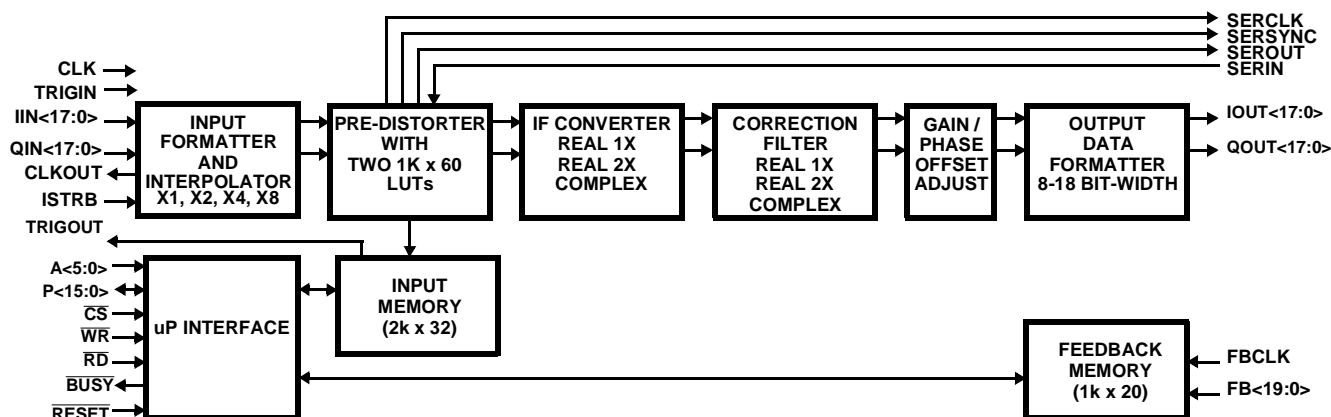 SERCLK
SERSYNC
SEROUT
SERIN
CLK
TRIGIN
IIN<17:0>
QIN<17:0>
CLKOUT
ISTRB
TRIGOUT
INPUT
FORMATTER
AND
INTERPOLATOR
X1, X2, X4, X8
PRE-DISTORTER
WITH
TWO 1K x 60
LUTs
IF CONVERTER
REAL 1X
REAL 2X
COMPLEX
CORRECTION
FILTER
REAL 1X
REAL 2X
COMPLEX
GAIN /
PHASE
OFFSET
ADJUST
OUTPUT
DATA
FORMATTER
8-18 BIT-WIDTH
IOUT<17:0>
QOUT<17:0>
A<5:0>
P<15:0>
CS
WR
RD
BUSY
RESET
uP INTERFACE
INPUT
MEMORY
(2k x 32)
FEEDBACK
MEMORY
(1k x 20)
FBCLK
FB<19:0>